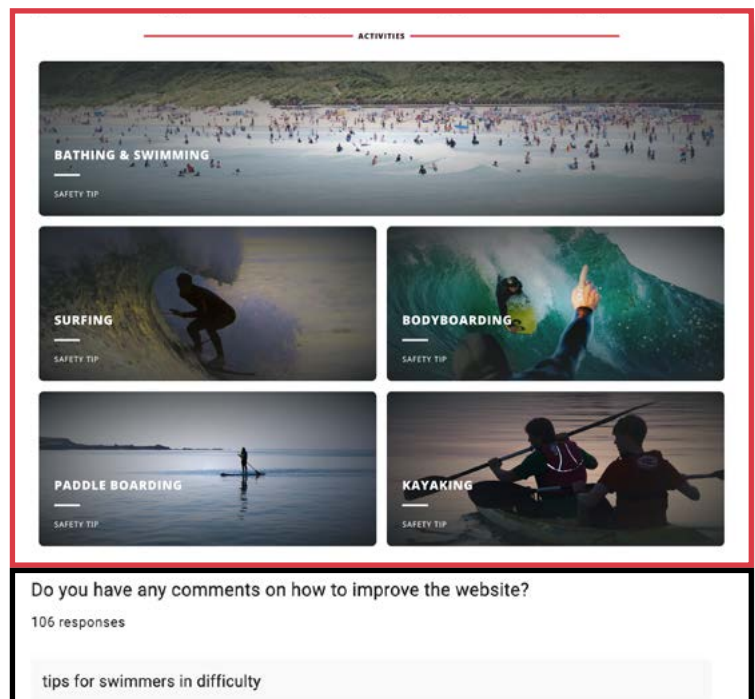 ACTIVITIES
BATHING & SWIMMING
SAFETY TIP
SURFING
SAFETY TIP
BODYBOARDING
SAFETY TIP
PADDLE BOARDING
SAFETY TIP
KAYAKING
SAFETY TIP
Do you have any comments on how to improve the website?
106 responses
tips for swimmers in difficulty